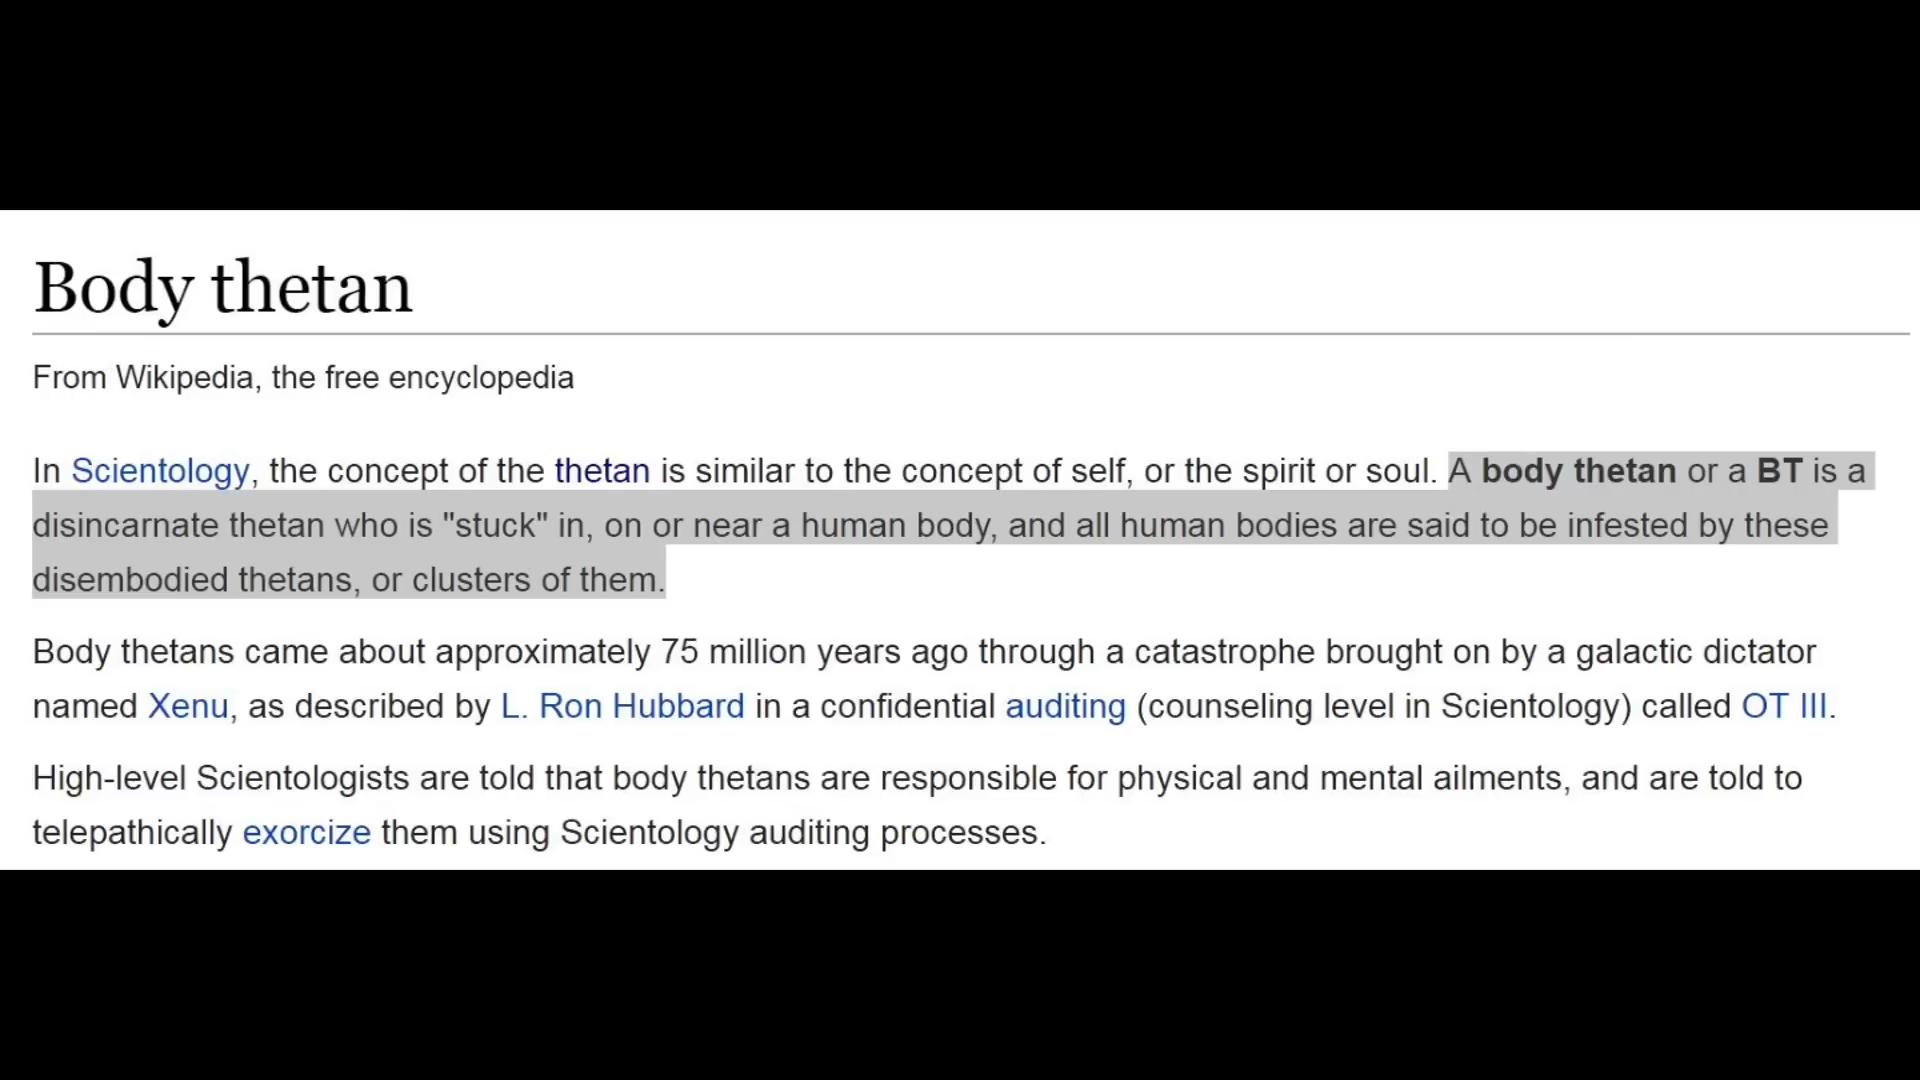 Body thetan
From Wikipedia, the free encyclopedia
In Scientology, the concept of the thetan is similar to the concept of self, or the spirit or soul. A body thetan or a BT is a
disincarnate thetan who is "stuck" in, on or near a human body, and all human bodies are said to be infested by these
disembodied thetans, or clusters of them.
Body thetans came about approximately 75 million years ago through a catastrophe brought on by a galactic dictator
named Xenu, as described by L. Ron Hubbard in a confidential auditing (counseling level in Scientology) called OT III.
High-level Scientologists are told that body thetans are responsible for physical and mental ailments, and are told to
telepathically exorcize them using Scientology auditing processes.